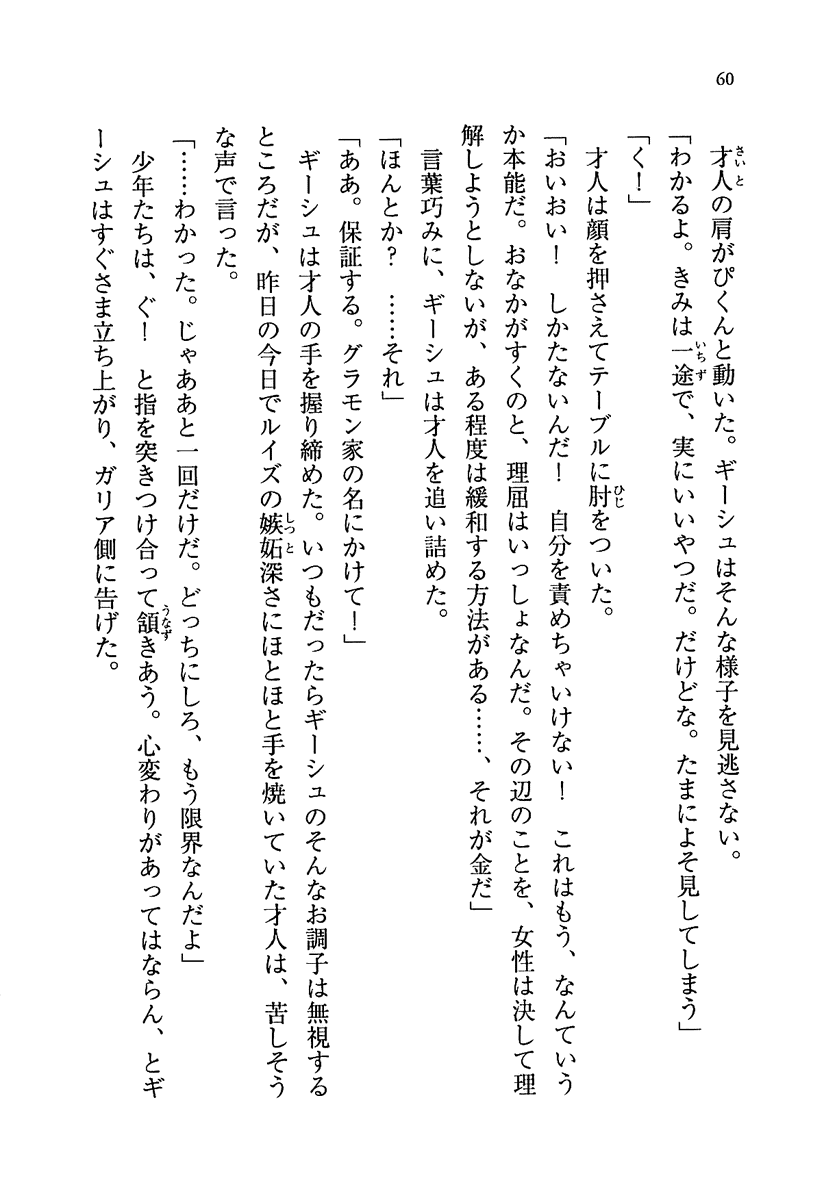 60
才人の肩がぴくんと動いた。ギーシュはそんな様子を見逃さない。
「わかるよ。きみは一途で、実にいいやつだ。だけどな。たまによそ見してしまう」
「く！」
才人は顔を押さえてテーブルに肘をついた。
「おいおい！　しかたないんだ！　自分を責めちゃいけない！　これはもう、なんていう
か本能だ。おなかがすくのと、理屈はいっしょなんだ。その辺のことを、女性は決して理
解しようとしないが、ある程度は緩和する方法がある……、それが金だ」
言葉巧みに、ギーシュは才人を追い詰めた。
「ほんとか？　……それ」
「ああ。保証する。グラモン家の名にかけて！」
ギーシュは才人の手を握り締めた。いつもだったらギーシュのそんなお調子は無視する
ところだが、昨日の今日でルイズの嫉妬深さにほとほと手を焼いていた才人は、苦しそう
な声で言った。
「……わかった。じゃああと一回だけだ。どっちにしろ、もう限界なんだよ」
少年たちは、ぐ！　と指を突きつけ合って頷きあう。心変わりがあってはならん、とギ
ーシュはすぐさま立ち上がり、ガリア側に告げた。